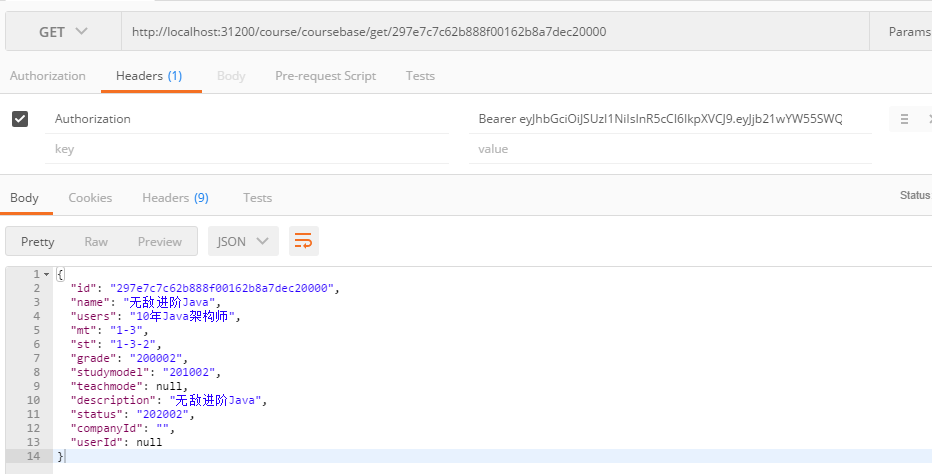 GET http://localhost:31200/course/coursebase/get/297e7c7c62b888f00162b8a7dec20000 Params
Authorization Headers (1) Body Pre-request Script Tests
Authorization Bearer eyJhbGciOiJSUzI1NiIsInR5cCI6IkpXVCJ9.eyJjb21wYW55SWQ
key value
Body Cookies Headers (9) Tests Status
Pretty Raw Preview JSON
1 {
2 "id": "297e7c7c62b888f00162b8a7dec20000",
3 "name": "无敌进阶Java",
4 "users": "10年Java架构师",
5 "mt": "1-3",
6 "st": "1-3-2",
7 "grade": "200002",
8 "studymodel": "201002",
9 "teachmode": null,
10 "description": "无敌进阶Java",
11 "status": "202002",
12 "companyId": "",
13 "userId": null
14 }